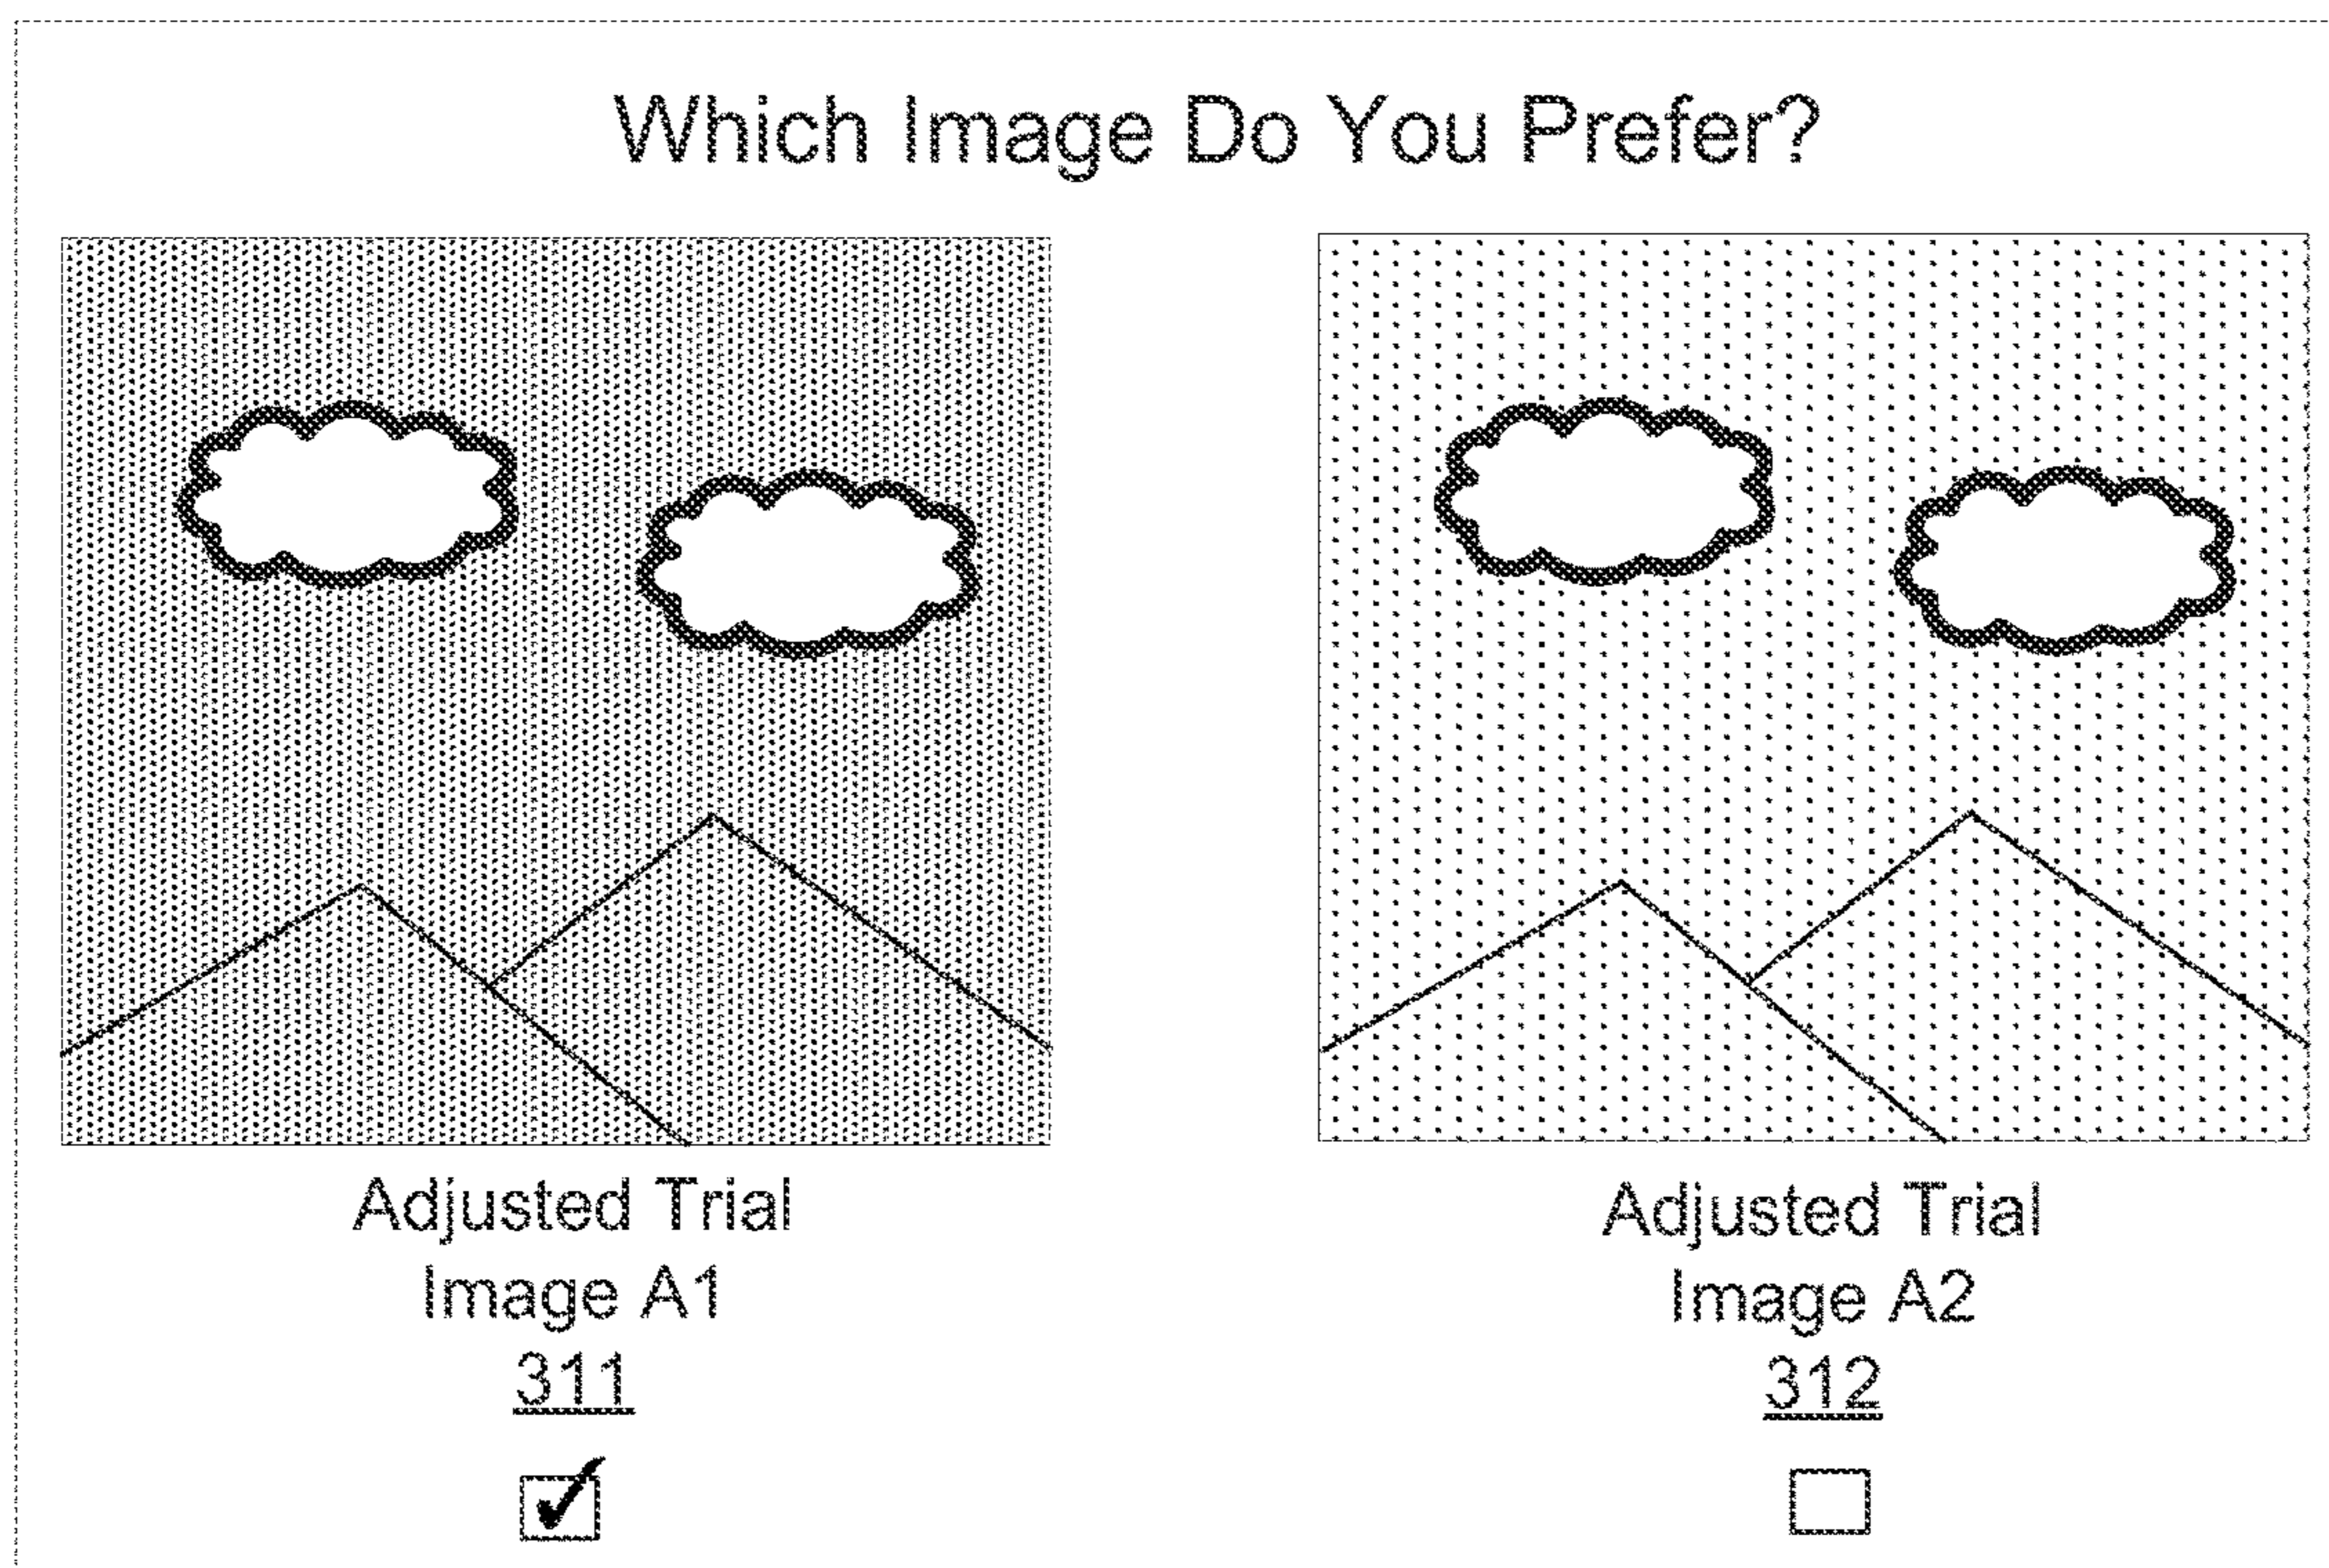 Which Image Do You Prefer?
Adjusted Trial
Image A1
311
Adjusted Trial
Image A2
312